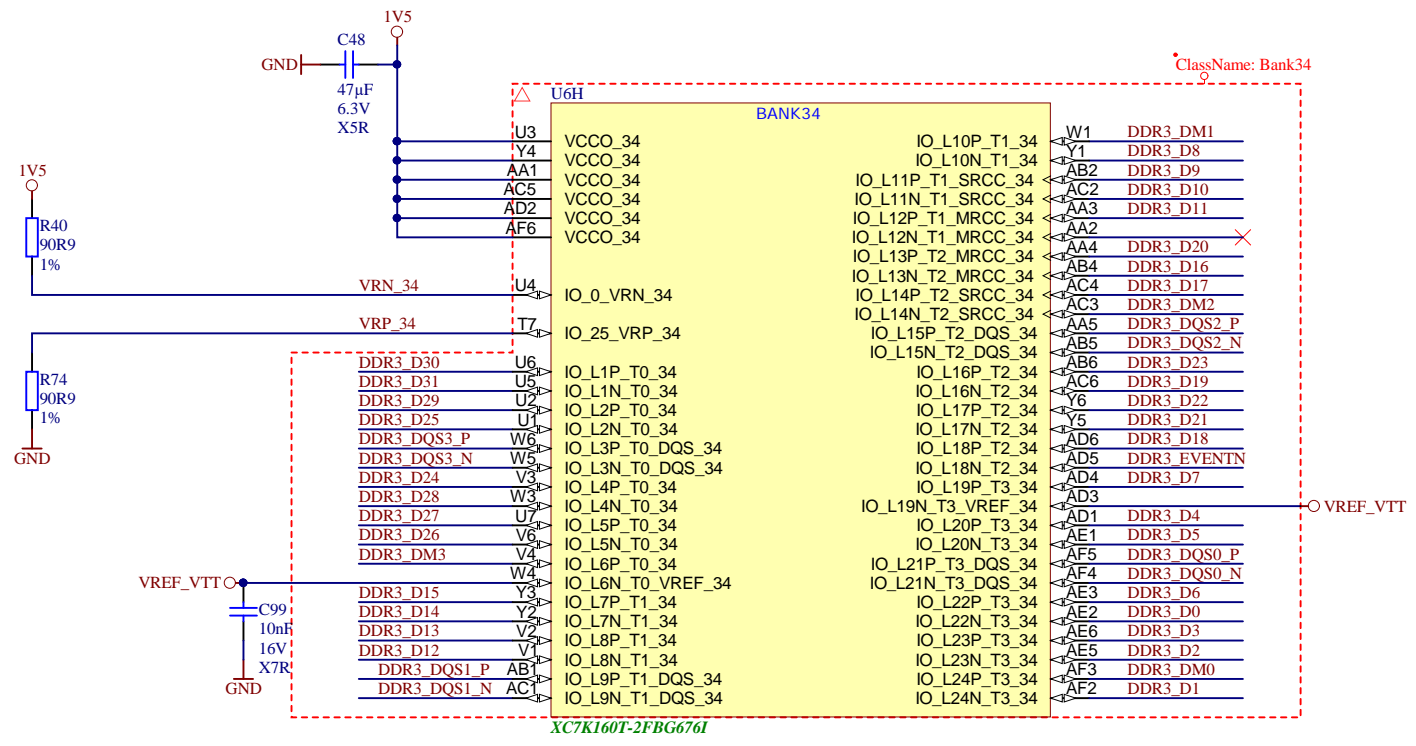 1V5
C48
GND
47µF
6.3V
X5R
ClassName: Bank34
U6H
BANK34
U3 VCCO_34
Y4 VCCO_34
AA1 VCCO_34
AC5 VCCO_34
AD2 VCCO_34
AF6 VCCO_34
1V5
R40
90R9
1%
VRN_34 U4 IO_0_VRN_34
VRP_34 T7 IO_25_VRP_34
R74
90R9
1%
GND
DDR3_D30 U6 IO_L1P_T0_34
DDR3_D31 U5 IO_L1N_T0_34
DDR3_D29 U2 IO_L2P_T0_34
DDR3_D25 U1 IO_L2N_T0_34
DDR3_DQS3_P W6 IO_L3P_T0_DQS_34
DDR3_DQS3_N W5 IO_L3N_T0_DQS_34
DDR3_D24 V3 IO_L4P_T0_34
DDR3_D28 W3 IO_L4N_T0_34
DDR3_D27 U7 IO_L5P_T0_34
DDR3_D26 V6 IO_L5N_T0_34
DDR3_DM3 V4 IO_L6P_T0_34
VREF_VTT W4 IO_L6N_T0_VREF_34
C99
10nF
16V
X7R
GND
DDR3_D15 Y3 IO_L7P_T1_34
DDR3_D14 Y2 IO_L7N_T1_34
DDR3_D13 V2 IO_L8P_T1_34
DDR3_D12 V1 IO_L8N_T1_34
DDR3_DQS1_P AB1 IO_L9P_T1_DQS_34
DDR3_DQS1_N AC1 IO_L9N_T1_DQS_34
IO_L10P_T1_34 W1 DDR3_DM1
IO_L10N_T1_34 Y1 DDR3_D8
IO_L11P_T1_SRCC_34 AB2 DDR3_D9
IO_L11N_T1_SRCC_34 AC2 DDR3_D10
IO_L12P_T1_MRCC_34 AA3 DDR3_D11
IO_L12N_T1_MRCC_34 AA2
IO_L13P_T2_MRCC_34 AA4 DDR3_D20
IO_L13N_T2_MRCC_34 AB4 DDR3_D16
IO_L14P_T2_SRCC_34 AC4 DDR3_D17
IO_L14N_T2_SRCC_34 AC3 DDR3_DM2
IO_L15P_T2_DQS_34 AA5 DDR3_DQS2_P
IO_L15N_T2_DQS_34 AB5 DDR3_DQS2_N
IO_L16P_T2_34 AB6 DDR3_D23
IO_L16N_T2_34 AC6 DDR3_D19
IO_L17P_T2_34 Y6 DDR3_D22
IO_L17N_T2_34 Y5 DDR3_D21
IO_L18P_T2_34 AD6 DDR3_D18
IO_L18N_T2_34 AD5 DDR3_EVENTN
IO_L19P_T3_34 AD4 DDR3_D7
IO_L19N_T3_VREF_34 AD3 VREF_VTT
IO_L20P_T3_34 AD1 DDR3_D4
IO_L20N_T3_34 AE1 DDR3_D5
IO_L21P_T3_DQS_34 AF5 DDR3_DQS0_P
IO_L21N_T3_DQS_34 AF4 DDR3_DQS0_N
IO_L22P_T3_34 AE3 DDR3_D6
IO_L22N_T3_34 AE2 DDR3_D0
IO_L23P_T3_34 AE6 DDR3_D3
IO_L23N_T3_34 AE5 DDR3_D2
IO_L24P_T3_34 AF3 DDR3_DM0
IO_L24N_T3_34 AF2 DDR3_D1
XC7K160T-2FBG676I